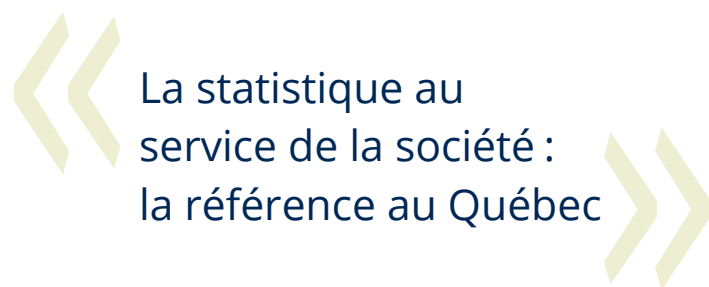 « La statistique au
service de la société :
la référence au Québec »